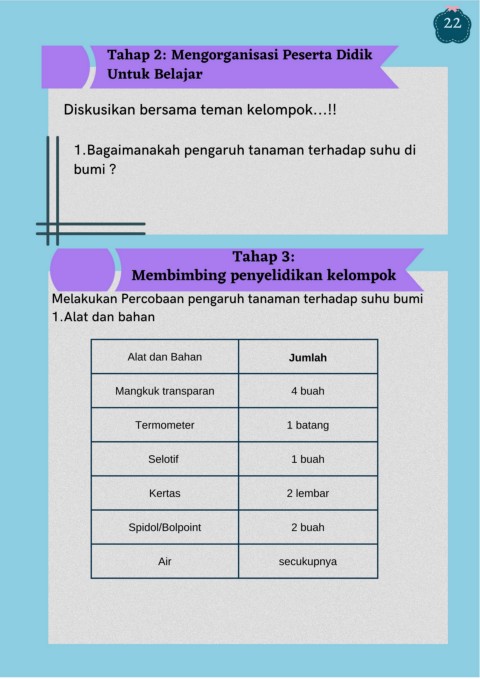 22
Tahap 2: Mengorganisasi Peserta Didik
Untuk Belajar
Diskusikan bersama teman kelompok...!!
1.Bagaimanakah pengaruh tanaman terhadap suhu di
bumi ?
Tahap 3:
Membimbing penyelidikan kelompok
Melakukan Percobaan pengaruh tanaman terhadap suhu bumi
1.Alat dan bahan
Alat dan Bahan Jumlah
Mangkuk transparan 4 buah
Termometer 1 batang
Selotif 1 buah
Kertas 2 lembar
Spidol/Bolpoint 2 buah
Air secukupnya